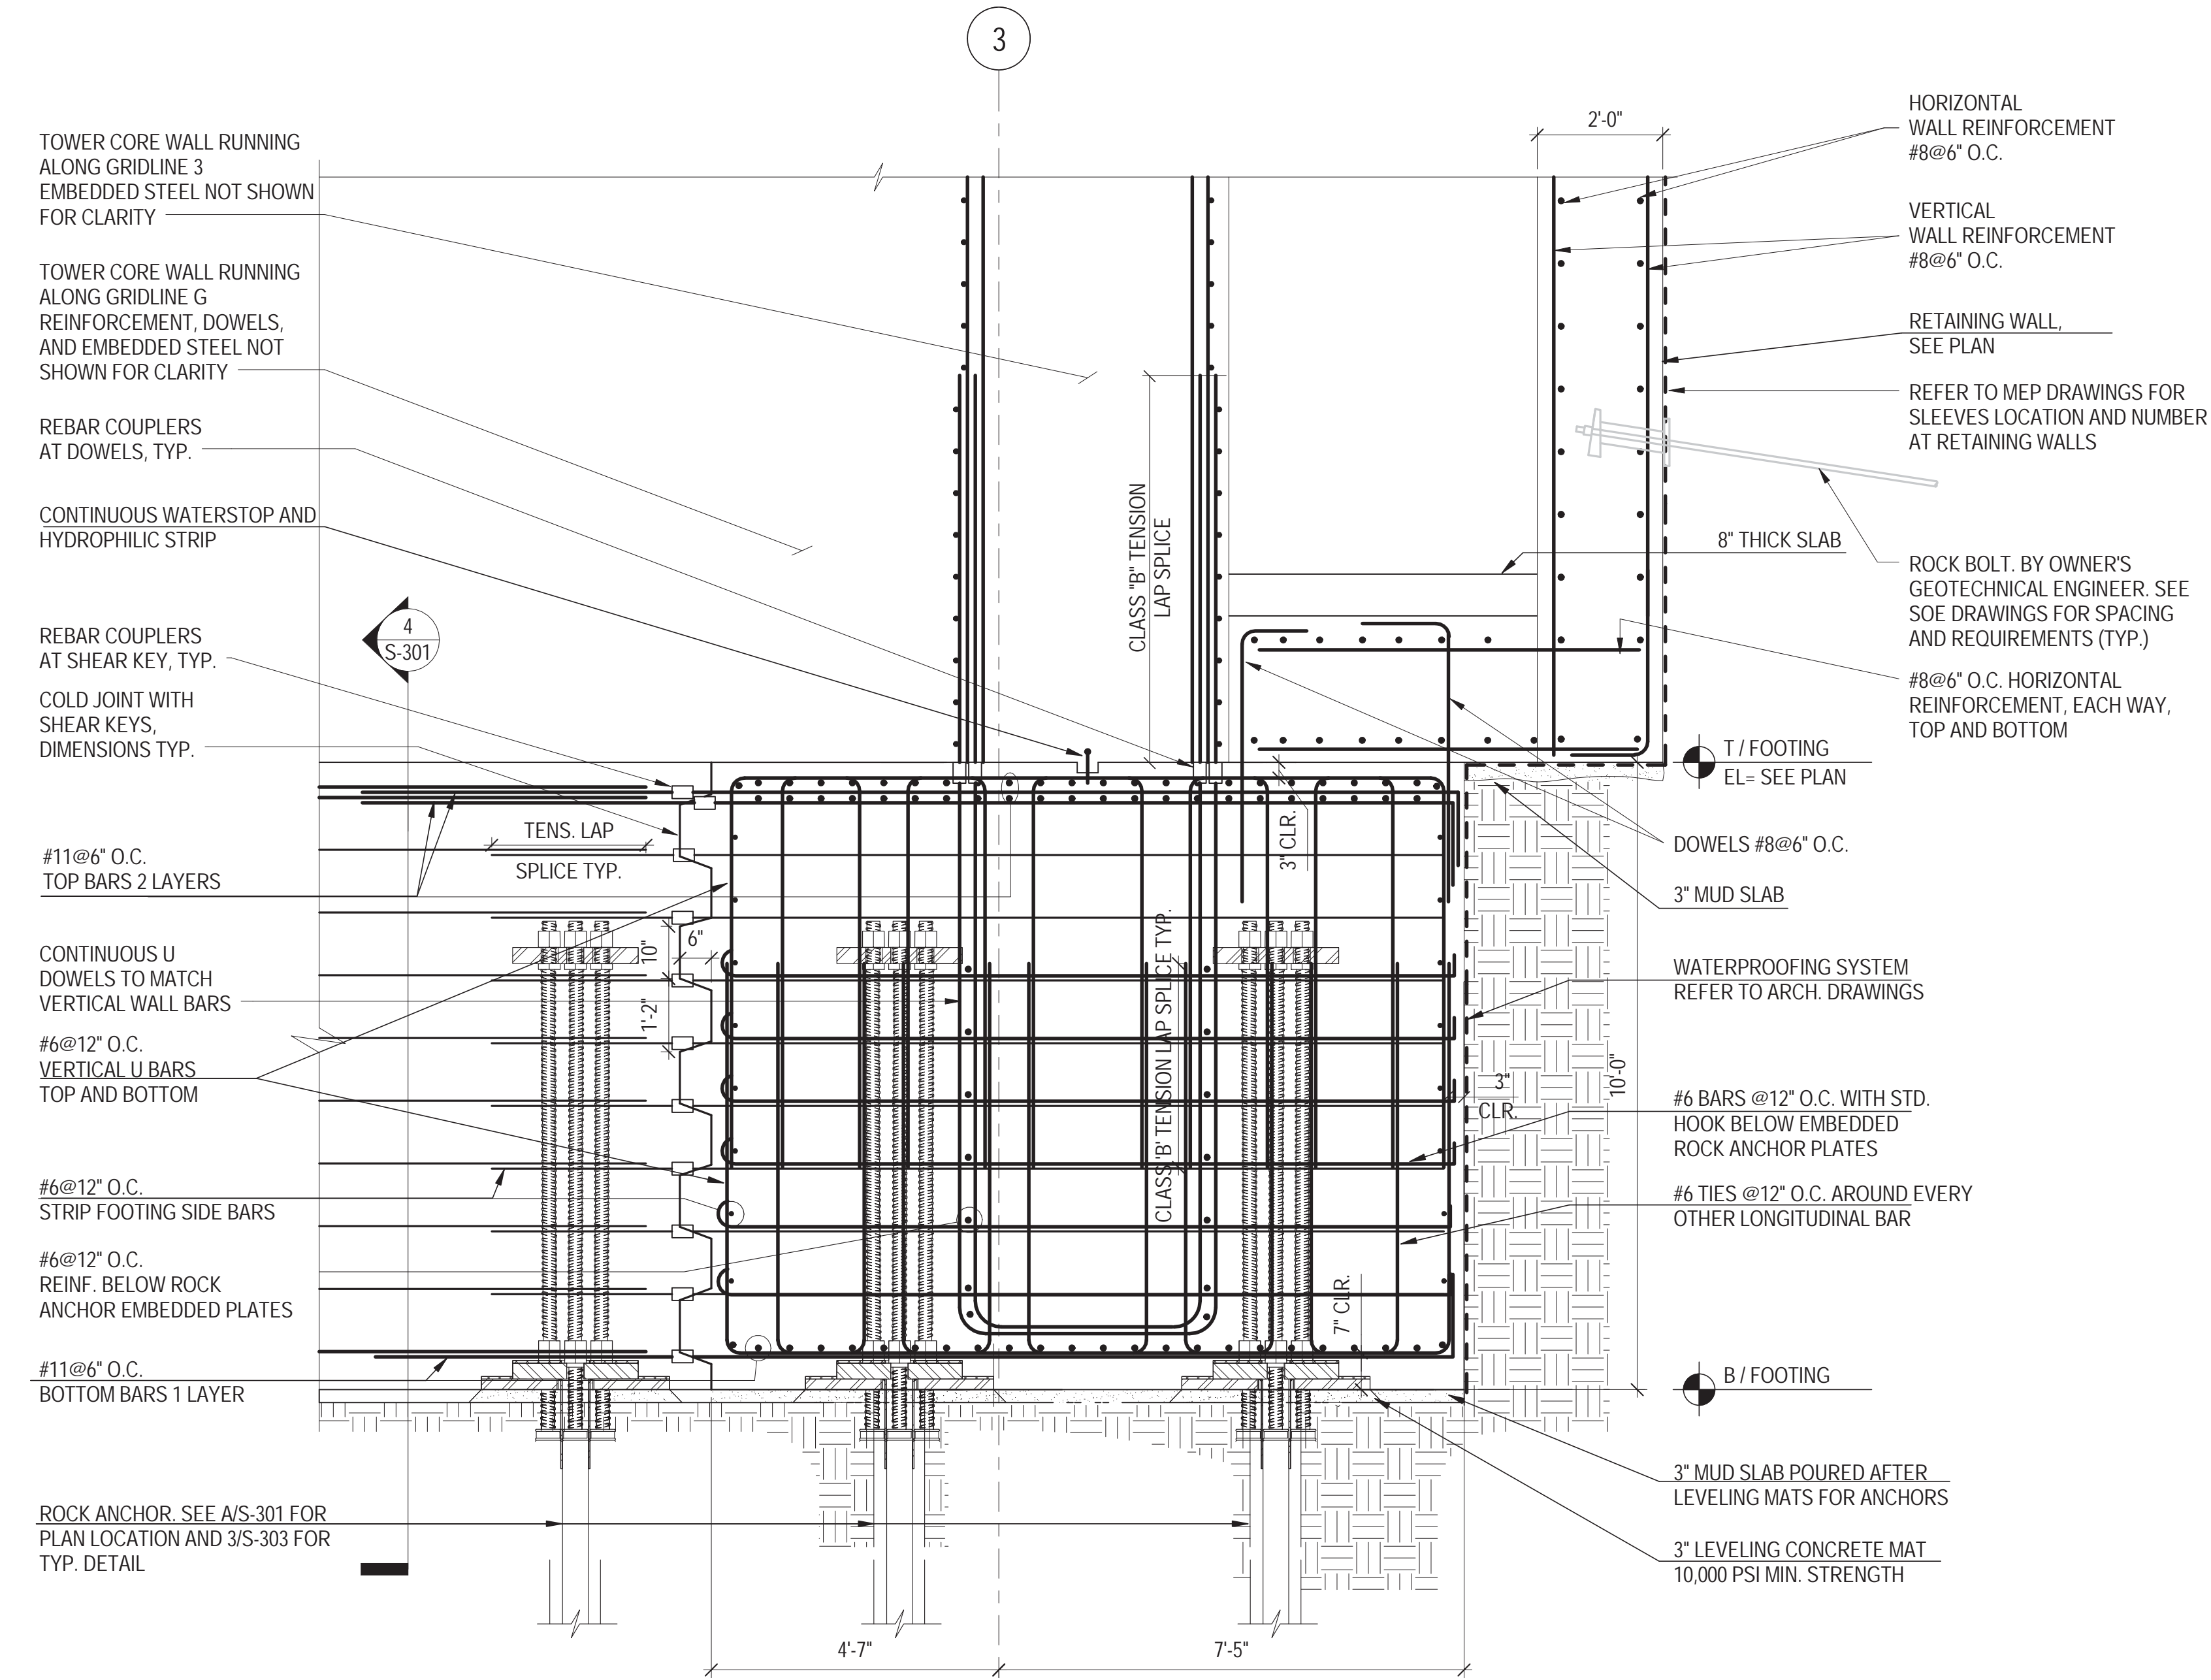 3
TOWER CORE WALL RUNNING
ALONG GRIDLINE 3
EMBEDDED STEEL NOT SHOWN
FOR CLARITY
TOWER CORE WALL RUNNING
ALONG GRIDLINE G
REINFORCEMENT, DOWELS,
AND EMBEDDED STEEL NOT
SHOWN FOR CLARITY
REBAR COUPLERS
AT DOWELS, TYP.
CONTINUOUS WATERSTOP AND
HYDROPHILIC STRIP
4
S-301
REBAR COUPLERS
AT SHEAR KEY, TYP.
COLD JOINT WITH
SHEAR KEYS,
DIMENSIONS TYP.
#11@6" O.C.
TOP BARS 2 LAYERS
CONTINUOUS U
DOWELS TO MATCH
VERTICAL WALL BARS
#6@12" O.C.
VERTICAL U BARS
TOP AND BOTTOM
#6@12" O.C.
STRIP FOOTING SIDE BARS
#6@12" O.C.
REINF. BELOW ROCK
ANCHOR EMBEDDED PLATES
#11@6" O.C.
BOTTOM BARS 1 LAYER
ROCK ANCHOR. SEE A/S-301 FOR
PLAN LOCATION AND 3/S-303 FOR
TYP. DETAIL
TENS. LAP
SPLICE TYP.
6"
10"
1'-2"
CLASS "B" TENSION
LAP SPLICE
3" CLR.
CLASS 'B' TENSION LAP SPLICE TYP.
7" CLR.
3"
CLR.
10'-0"
4'-7"
7'-5"
2'-0"
HORIZONTAL
WALL REINFORCEMENT
#8@6" O.C.
VERTICAL
WALL REINFORCEMENT
#8@6" O.C.
RETAINING WALL,
SEE PLAN
REFER TO MEP DRAWINGS FOR
SLEEVES LOCATION AND NUMBER
AT RETAINING WALLS
8" THICK SLAB
ROCK BOLT. BY OWNER'S
GEOTECHNICAL ENGINEER. SEE
SOE DRAWINGS FOR SPACING
AND REQUIREMENTS (TYP.)
#8@6" O.C. HORIZONTAL
REINFORCEMENT, EACH WAY,
TOP AND BOTTOM
T / FOOTING
EL= SEE PLAN
DOWELS #8@6" O.C.
3" MUD SLAB
WATERPROOFING SYSTEM
REFER TO ARCH. DRAWINGS
#6 BARS @12" O.C. WITH STD.
HOOK BELOW EMBEDDED
ROCK ANCHOR PLATES
#6 TIES @12" O.C. AROUND EVERY
OTHER LONGITUDINAL BAR
B / FOOTING
3" MUD SLAB POURED AFTER
LEVELING MATS FOR ANCHORS
3" LEVELING CONCRETE MAT
10,000 PSI MIN. STRENGTH